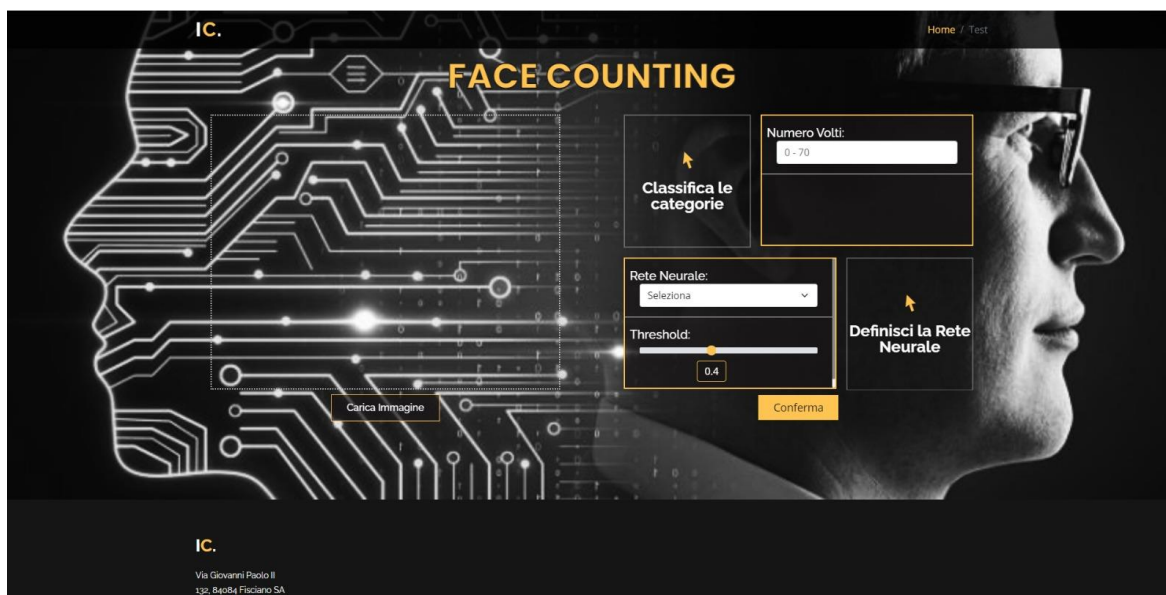 IC.
Home / Test
FACE COUNTING
Classifica le
categorie
Numero Volti:
0 - 70
Rete Neurale:
Seleziona
Threshold:
0.4
Definisci la Rete
Neurale
Carica Immagine
Conferma
IC.
Via Giovanni Paolo II
132, 84084 Fisciano SA